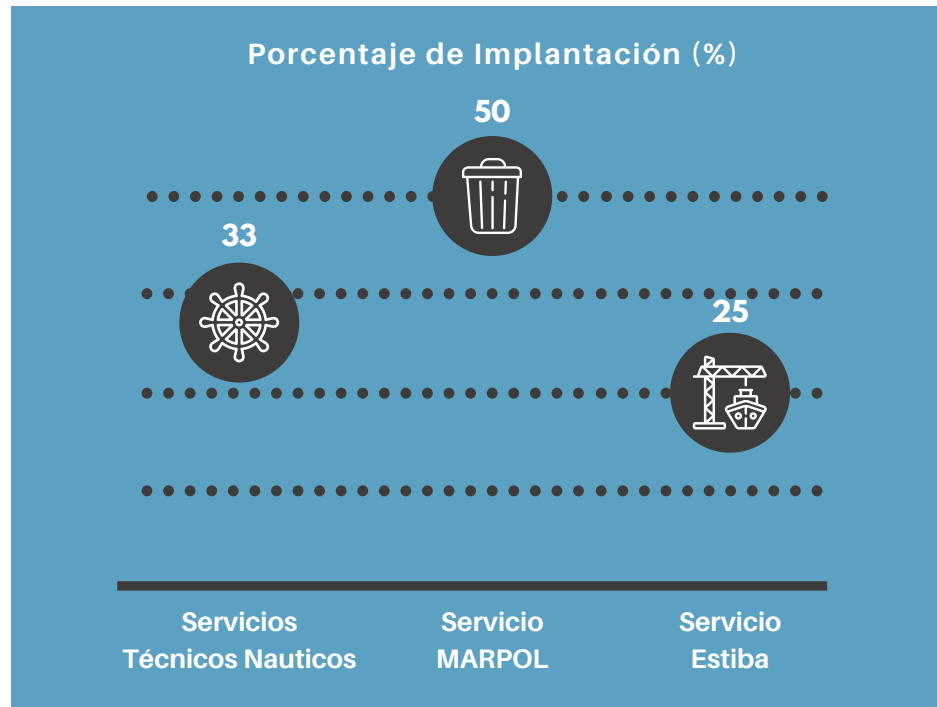 Porcentaje de Implantación (%)
50
33
25
Servicios
Técnicos Nauticos
Servicio
MARPOL
Servicio
Estiba